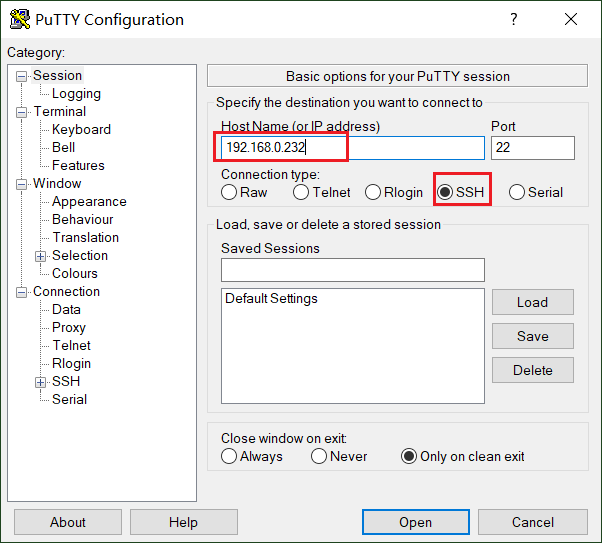 PuTTY Configuration
?
Category:
Session
Logging
Terminal
Keyboard
Bell
Features
Window
Appearance
Behaviour
Translation
Selection
Colours
Connection
Data
Proxy
Telnet
Rlogin
SSH
Serial
Basic options for your PuTTY session
Specify the destination you want to connect to
Host Name (or IP address) Port
192.168.0.232 22
Connection type:
Raw Telnet Rlogin SSH Serial
Load, save or delete a stored session
Saved Sessions
Default Settings
Load
Save
Delete
Close window on exit:
Always Never Only on clean exit
About Help Open Cancel